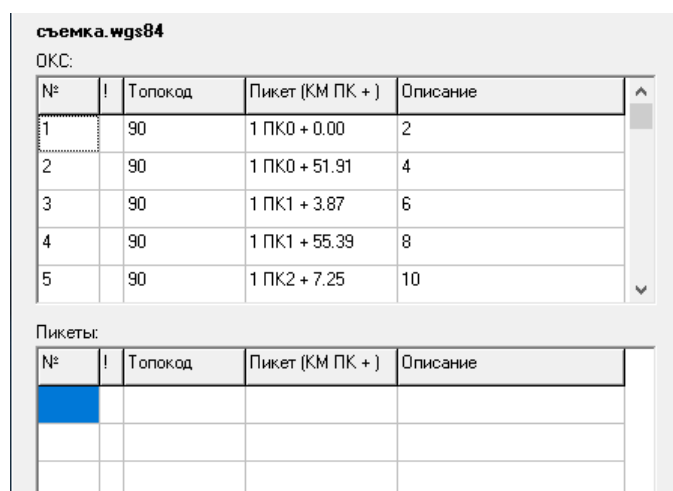 съемка.wgs84
ОКС:
№ ! Топокод Пикет (КМ ПК + ) Описание
1 90 1 ПК0 + 0.00 2
2 90 1 ПК0 + 51.91 4
3 90 1 ПК1 + 3.87 6
4 90 1 ПК1 + 55.39 8
5 90 1 ПК2 + 7.25 10
Пикеты:
№ ! Топокод Пикет (КМ ПК + ) Описание